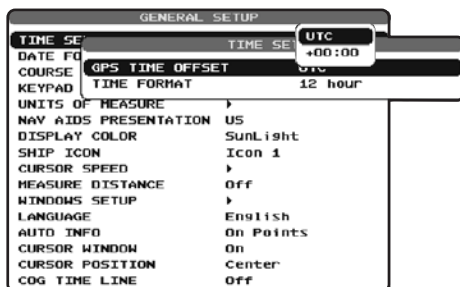 GENERAL SETUP
TIME SE
TIME SE
UTC
+00:00
DATE FO
GPS TIME OFFSET UTC
COURSE
TIME FORMAT 12 hour
KEYPAD
UNITS OF MEASURE
NAV AIDS PRESENTATION US
DISPLAY COLOR SunLight
SHIP ICON Icon 1
CURSOR SPEED
MEASURE DISTANCE Off
WINDOWS SETUP
LANGUAGE English
AUTO INFO On Points
CURSOR WINDOW On
CURSOR POSITION Center
COG TIME LINE Off